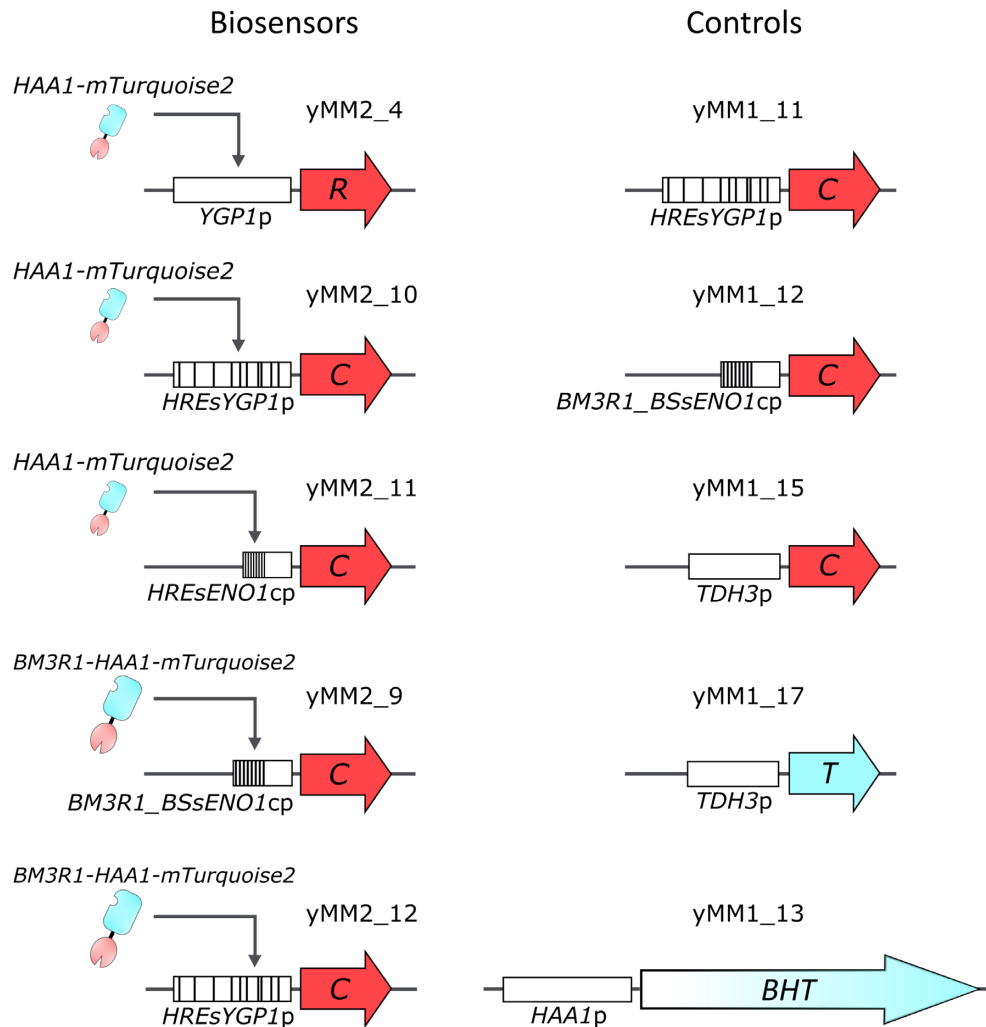 Biosensors
Controls
HAA1-mTurquoise2
yMM2_4
R
YGP1p
yMM1_11
C
HREsYGP1p
HAA1-mTurquoise2
yMM2_10
C
HREsYGP1p
yMM1_12
C
BM3R1_BSsENO1cp
HAA1-mTurquoise2
yMM2_11
C
HREsENO1cp
yMM1_15
C
TDH3p
BM3R1-HAA1-mTurquoise2
yMM2_9
C
BM3R1_BSsENO1cp
yMM1_17
T
TDH3p
BM3R1-HAA1-mTurquoise2
yMM2_12
C
HREsYGP1p
yMM1_13
BHT
HAA1p